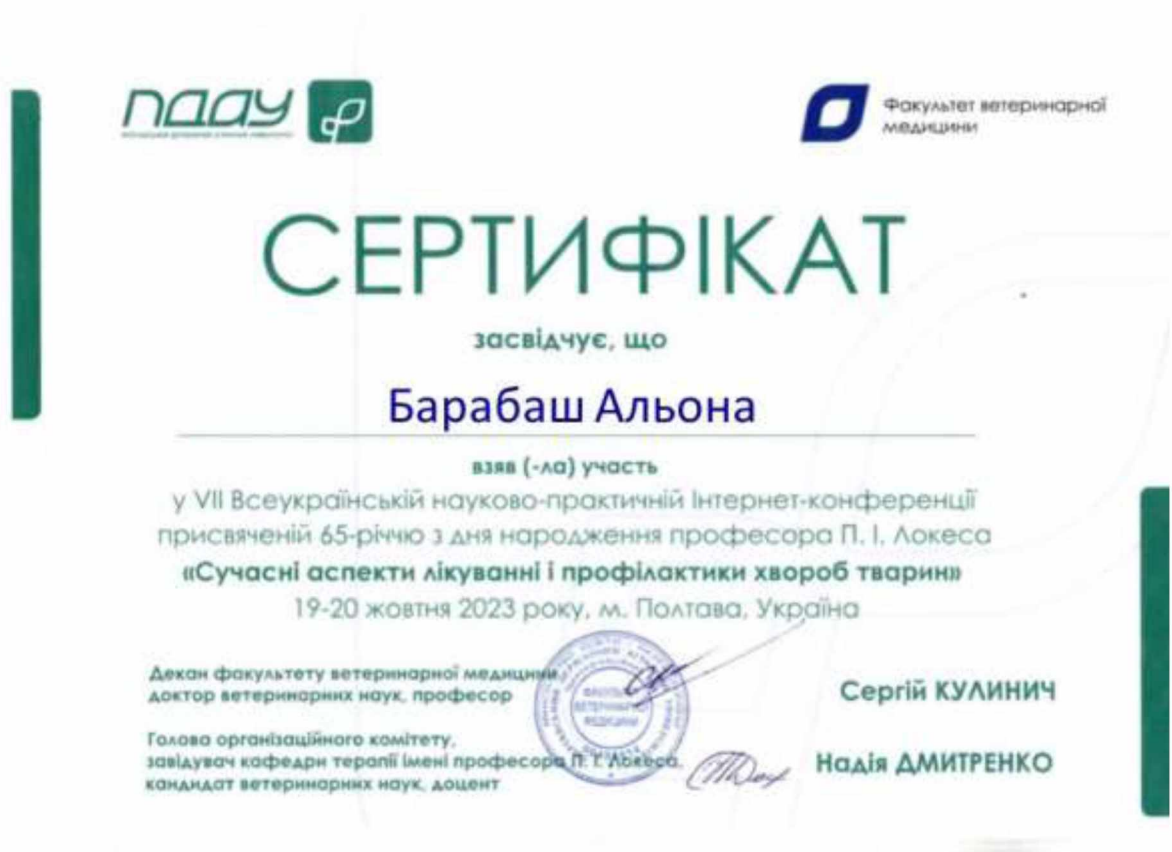 ПДАУ
Факультет ветеринарної
медицини
СЕРТИФІКАТ
засвідчує, що
Барабаш Альона
взяв (-ла) участь
у VII Всеукраїнській науково-практичній Інтернет-конференції
присвяченій 65-річчю з дня народження професора П. І. Локеса
«Сучасні аспекти лікуванні і профілактики хвороб тварин»
19-20 жовтня 2023 року, м. Полтава, Україна
Декан факультету ветеринарної медицини
доктор ветеринарних наук, професор
Сергій КУЛИНИЧ
Голова організаційного комітету,
завідувач кафедри терапії імені професора П. І. Локеса,
кандидат ветеринарних наук, доцент
Надія ДМИТРЕНКО
ФАКУЛЬТЕТ
ВЕТЕРИНАРНОЇ
МЕДИЦИНИ